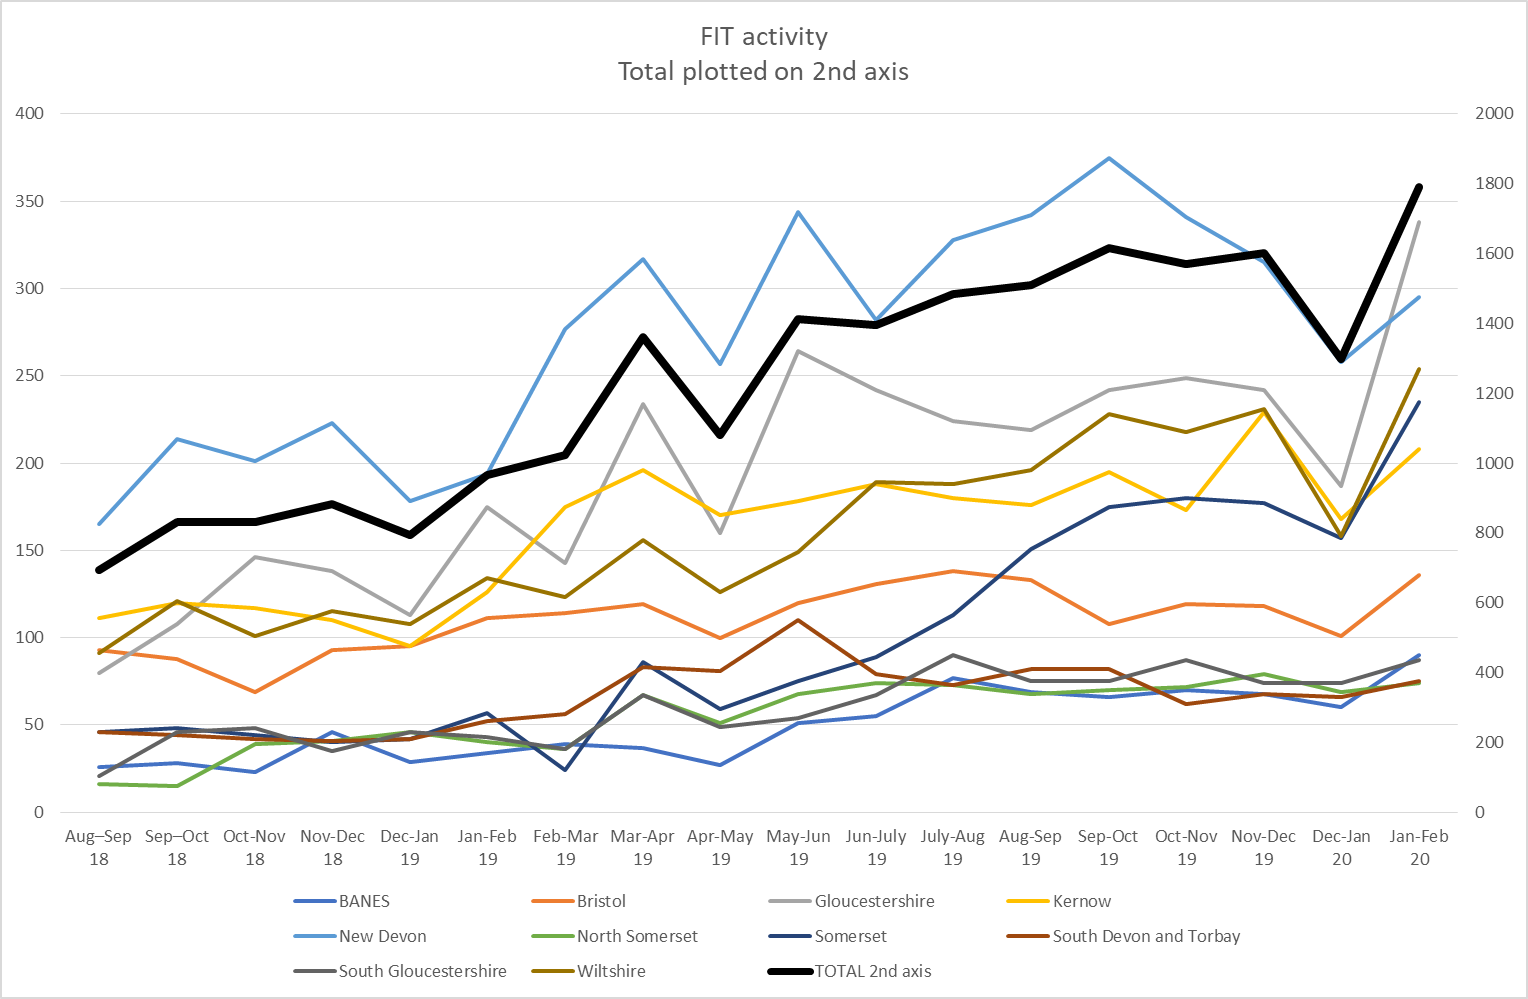 FIT activity
Total plotted on 2nd axis
400
350
300
250
200
150
100
50
0
2000
1800
1600
1400
1200
1000
800
600
400
200
0
Aug–Sep
18
Sep–Oct
18
Oct-Nov
18
Nov-Dec
18
Dec-Jan
19
Jan-Feb
19
Feb-Mar
19
Mar-Apr
19
Apr-May
19
May-Jun
19
Jun-July
19
July-Aug
19
Aug-Sep
19
Sep-Oct
19
Oct-Nov
19
Nov-Dec
19
Dec-Jan
20
Jan-Feb
20
BANES
Bristol
Gloucestershire
Kernow
New Devon
North Somerset
Somerset
South Devon and Torbay
South Gloucestershire
Wiltshire
TOTAL 2nd axis